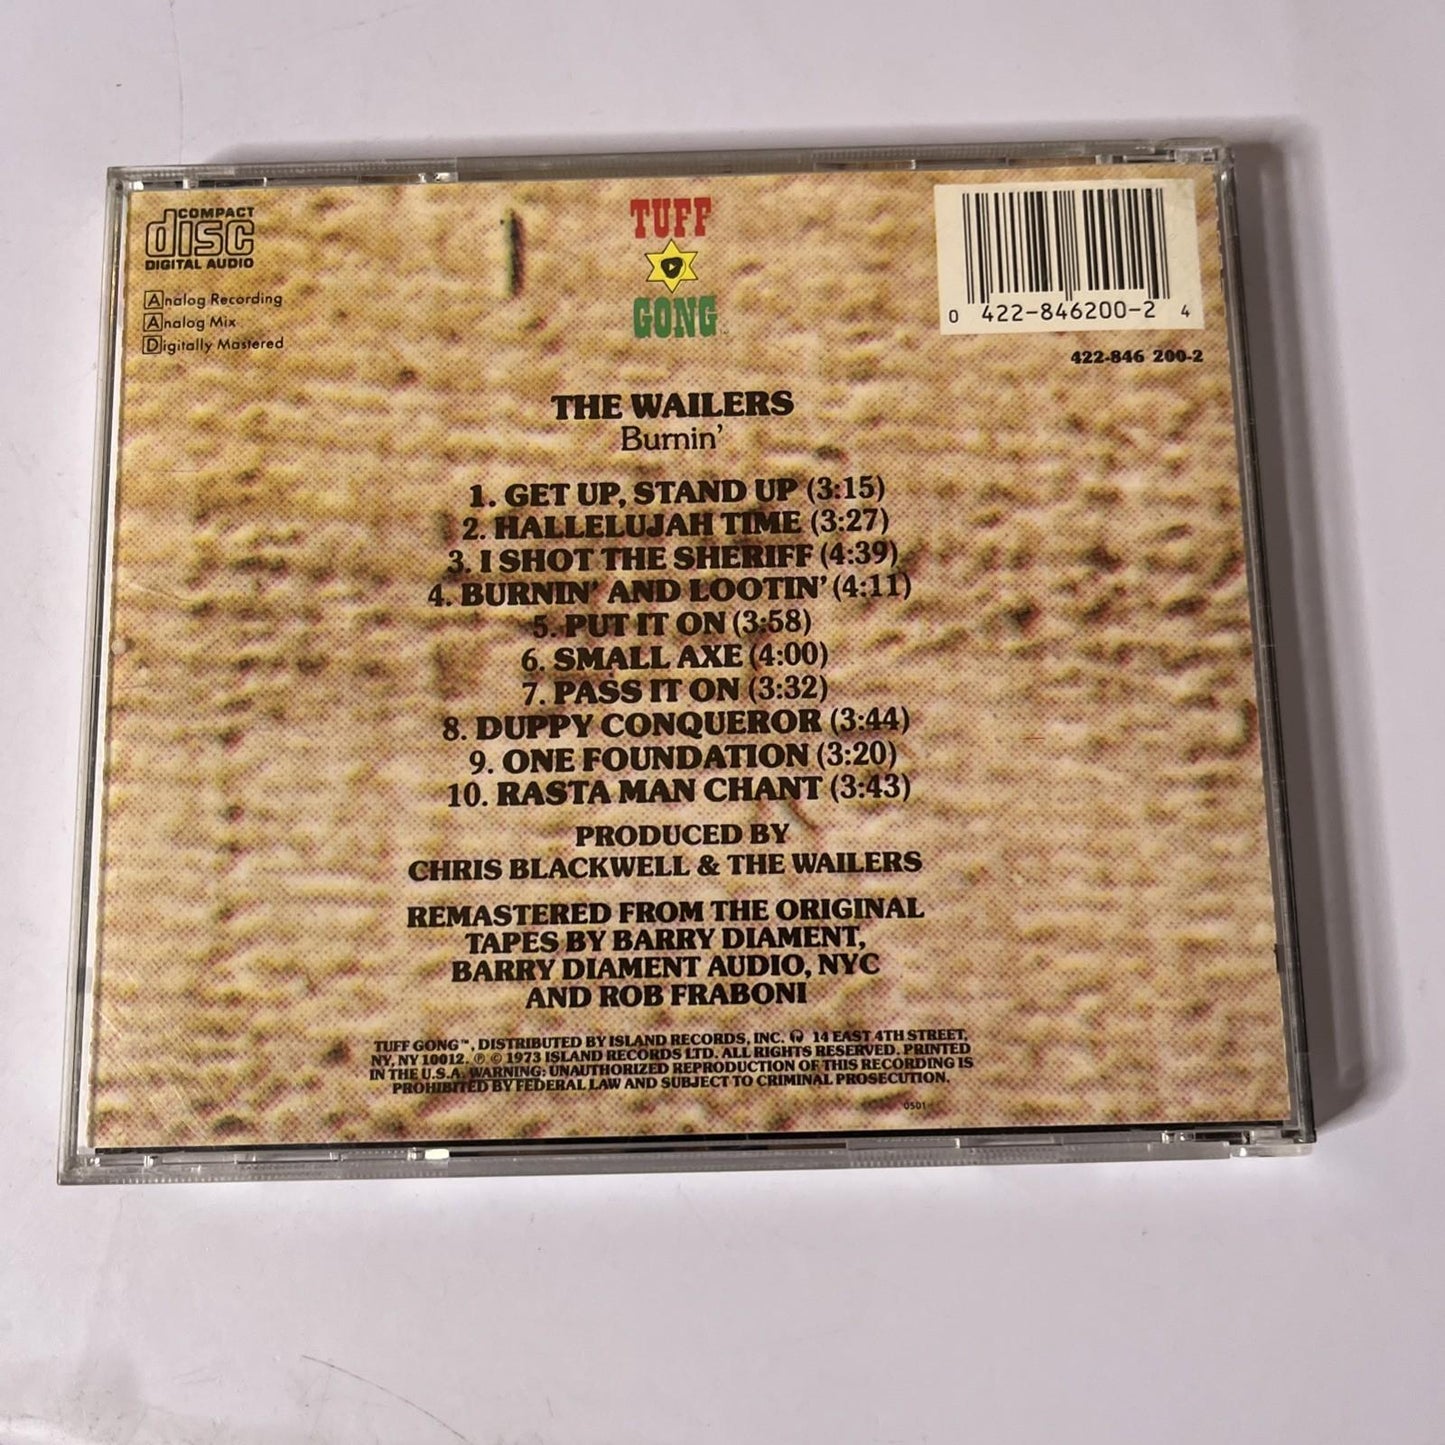 COMPACT
disc
DIGITAL AUDIO
Analog Recording
Analog Mix
Digitally Mastered
TUFF
GONG™
0 422-846200-2 4
422-846 200-2
THE WAILERS
Burnin'
1. GET UP, STAND UP (3:15)
2. HALLELUJAH TIME (3:27)
3. I SHOT THE SHERIFF (4:39)
4. BURNIN' AND LOOTIN' (4:11)
5. PUT IT ON (3:58)
6. SMALL AXE (4:00)
7. PASS IT ON (3:32)
8. DUPPY CONQUEROR (3:44)
9. ONE FOUNDATION (3:20)
10. RASTA MAN CHANT (3:43)
PRODUCED BY
CHRIS BLACKWELL & THE WAILERS
REMASTERED FROM THE ORIGINAL
TAPES BY BARRY DIAMENT,
BARRY DIAMENT AUDIO, NYC
AND ROB FRABONI
TUFF GONG™, DISTRIBUTED BY ISLAND RECORDS, INC. 14 EAST 4TH STREET,
NY, NY 10012. ℗ © 1973 ISLAND RECORDS LTD. ALL RIGHTS RESERVED. PRINTED
IN THE U.S.A. WARNING: UNAUTHORIZED REPRODUCTION OF THIS RECORDING IS
PROHIBITED BY FEDERAL LAW AND SUBJECT TO CRIMINAL PROSECUTION.
0501